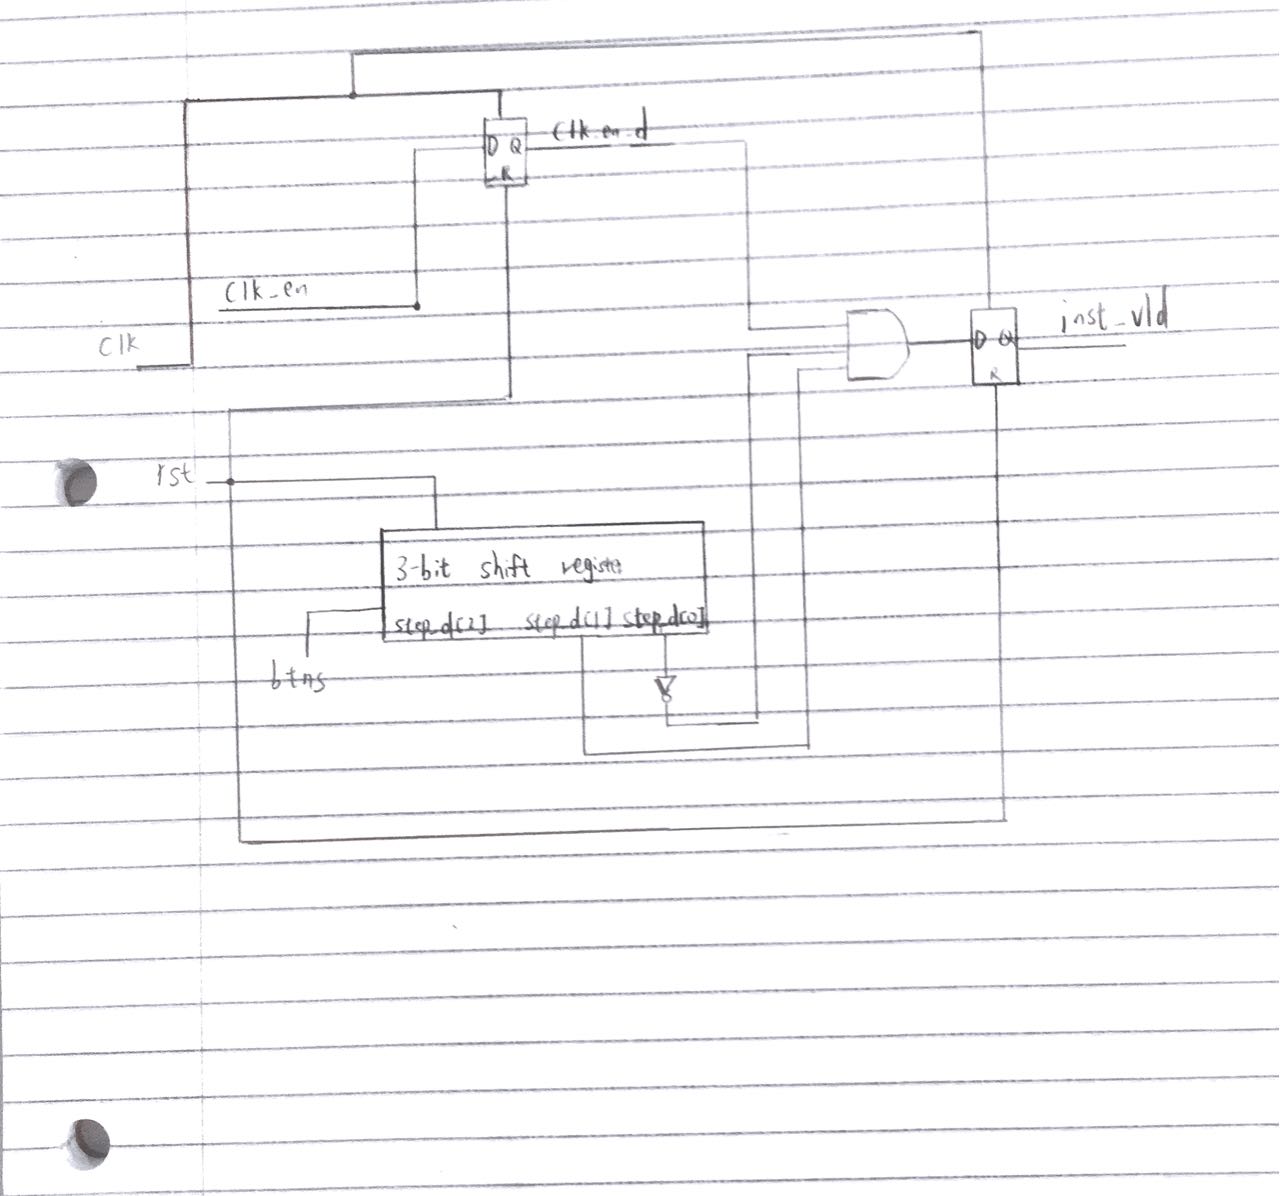 Clk_en_d
D Q
R
Clk_en
inst_vld
Clk
D Q
R
rst
3-bit shift register
step_d[2] step_d[1] step_d[0]
btns